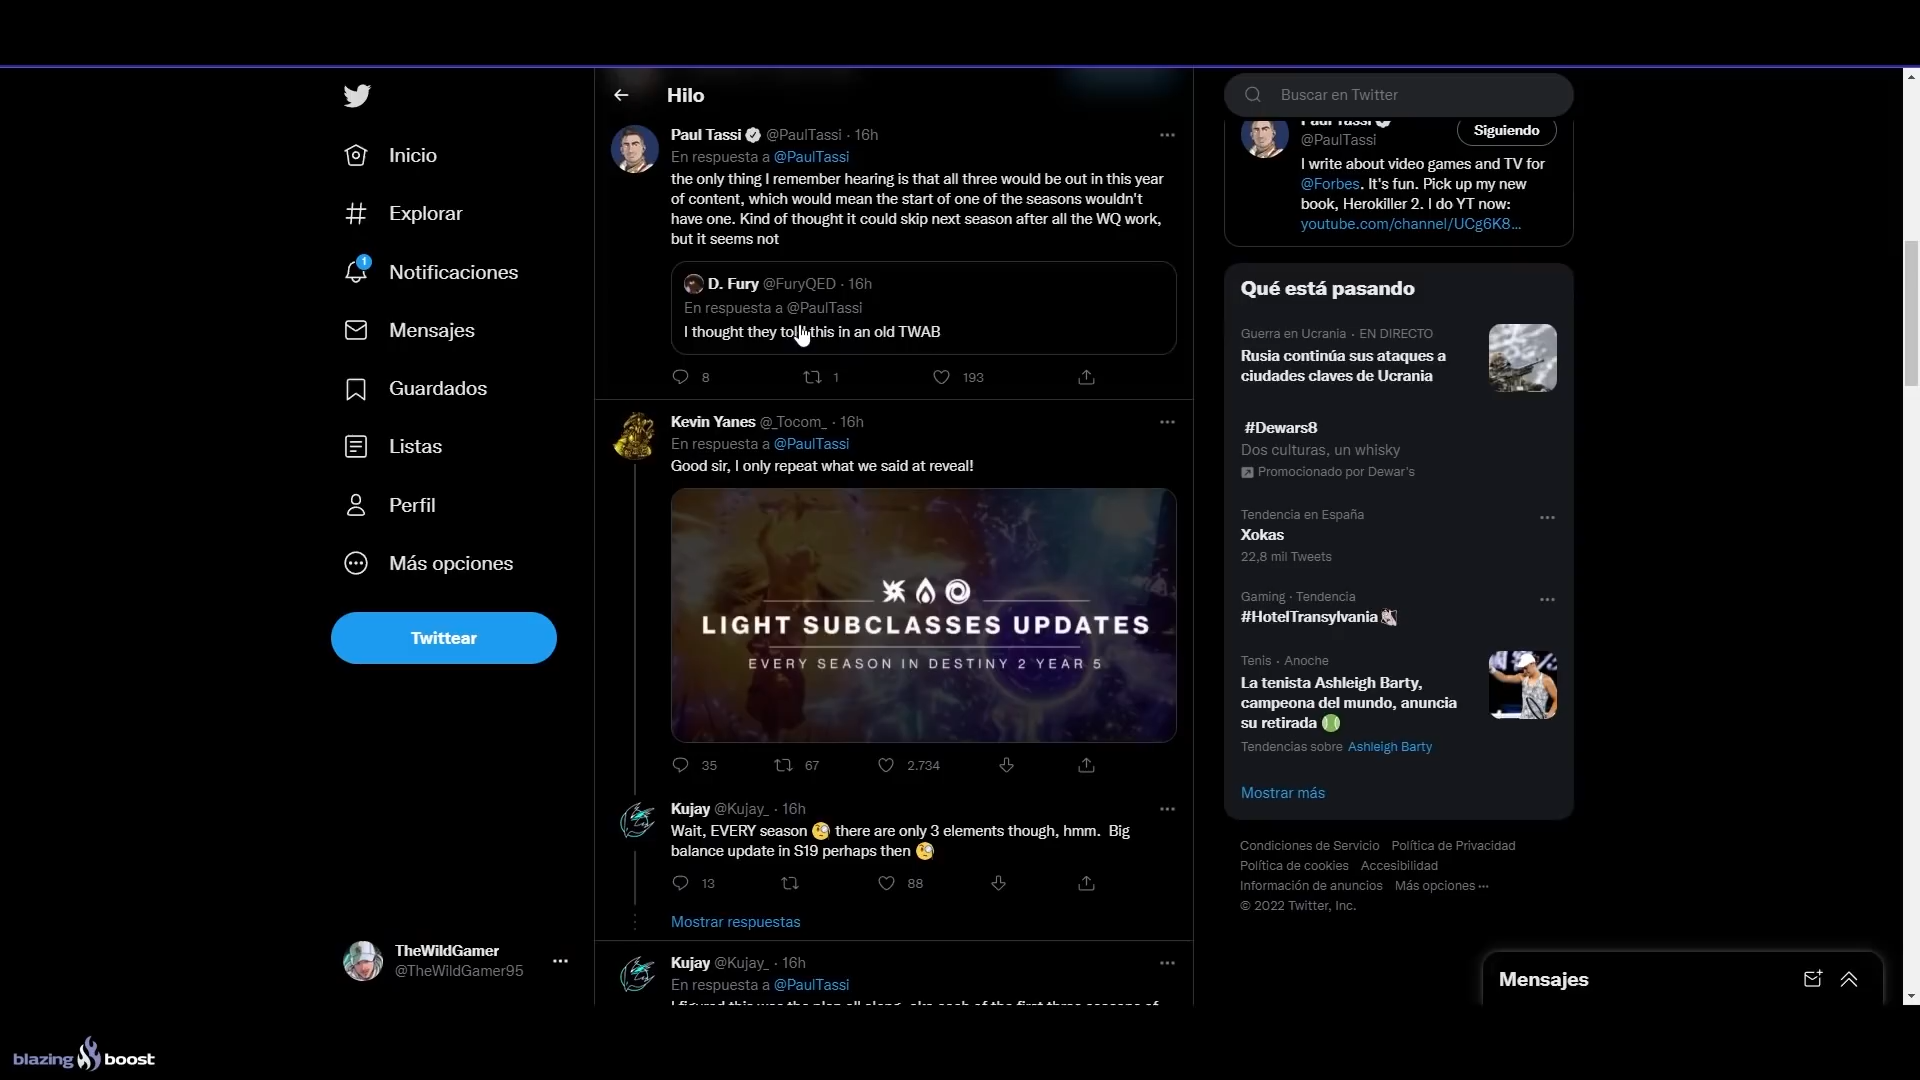 Hilo
Inicio
Explorar
1
Notificaciones
Mensajes
Guardados
Listas
Perfil
Más opciones
Twittear
TheWildGamer
@TheWildGamer95
Paul Tassi @PaulTassi · 16h
En respuesta a @PaulTassi
the only thing I remember hearing is that all three would be out in this year
of content, which would mean the start of one of the seasons wouldn't
have one. Kind of thought it could skip next season after all the WQ work,
but it seems not
D. Fury @FuryQED · 16h
En respuesta a @PaulTassi
I thought they told this in an old TWAB
8 1 193
Kevin Yanes @_Tocom_ · 16h
En respuesta a @PaulTassi
Good sir, I only repeat what we said at reveal!
LIGHT SUBCLASSES UPDATES
EVERY SEASON IN DESTINY 2 YEAR 5
35 67 2.734
Kujay @Kujay_ · 16h
Wait, EVERY season 🧐 there are only 3 elements though, hmm. Big
balance update in S19 perhaps then 🧐
13 88
Mostrar respuestas
Kujay @Kujay_ · 16h
En respuesta a @PaulTassi
Buscar en Twitter
Paul Tassi
@PaulTassi
Siguiendo
I write about video games and TV for
@Forbes. It's fun. Pick up my new
book, Herokiller 2. I do YT now:
youtube.com/channel/UCg6K8...
Qué está pasando
Guerra en Ucrania · EN DIRECTO
Rusia continúa sus ataques a
ciudades claves de Ucrania
#Dewars8
Dos culturas, un whisky
Promocionado por Dewar's
Tendencia en España
Xokas
22,8 mil Tweets
Gaming · Tendencia
#HotelTransylvania
Tenis · Anoche
La tenista Ashleigh Barty,
campeona del mundo, anuncia
su retirada 🎾
Tendencias sobre Ashleigh Barty
Mostrar más
Condiciones de Servicio Política de Privacidad
Política de cookies Accesibilidad
Información de anuncios Más opciones ···
© 2022 Twitter, Inc.
Mensajes
blazing boost